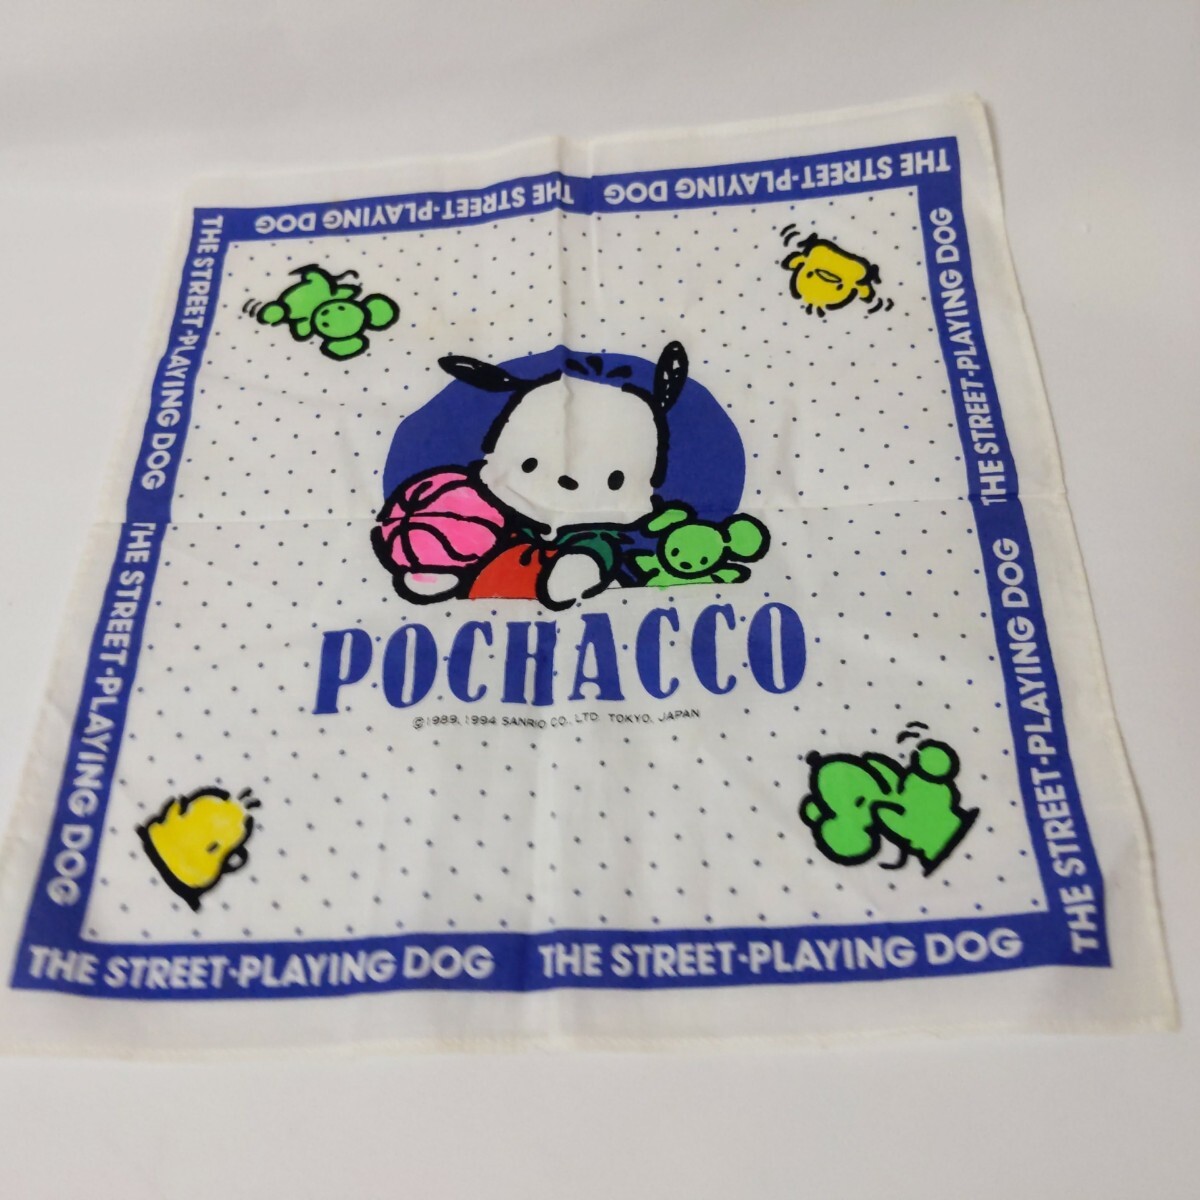 THE STREET-PLAYING DOG
THE STREET-PLAYING DOG
THE STREET-PLAYING DOG
THE STREET-PLAYING DOG
THE STREET-PLAYING DOG
THE STREET-PLAYING DOG
POCHACCO
©1989, 1994 SANRIO CO., LTD. TOKYO, JAPAN
THE STREET-PLAYING DOG
THE STREET-PLAYING DOG